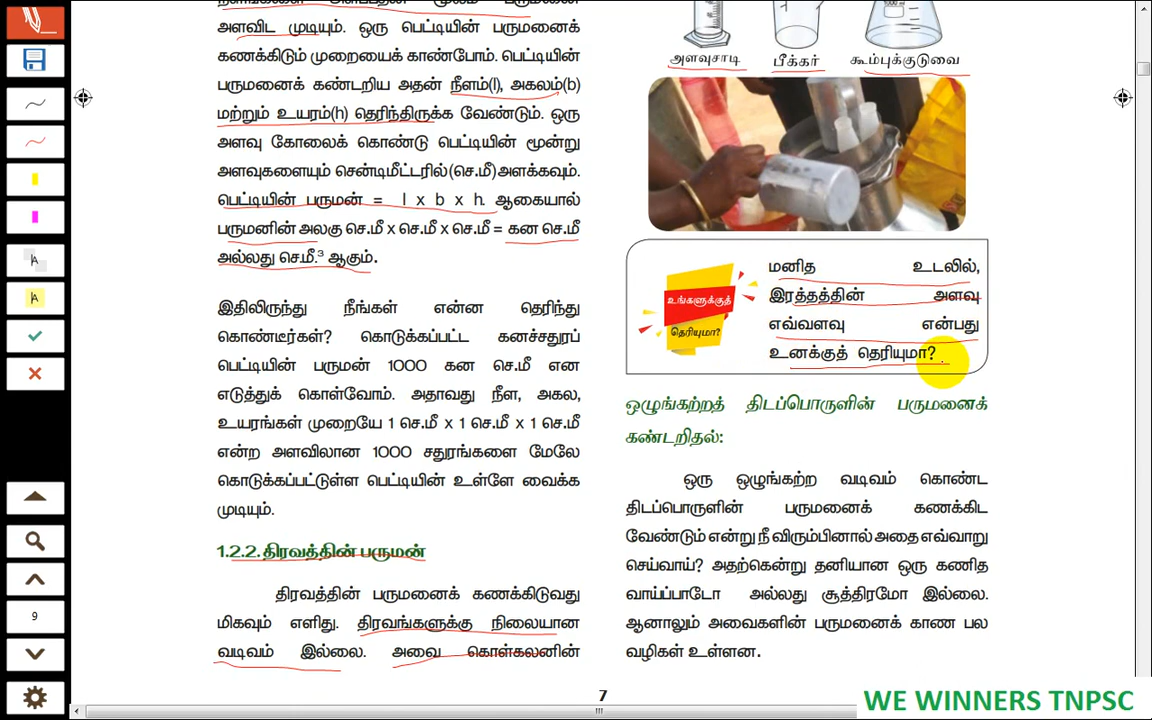 அளவிட முடியும். ஒரு பெட்டியின் பருமனைக்
கணக்கிடும் முறையைக் காண்போம். பெட்டியின்
பருமனைக் கண்டறிய அதன் நீளம்(l), அகலம்(b)
மற்றும் உயரம்(h) தெரிந்திருக்க வேண்டும். ஒரு
அளவு கோலைக் கொண்டு பெட்டியின் மூன்று
அளவுகளையும் சென்டிமீட்டரில்(செ.மீ) அளக்கவும்.
பெட்டியின் பருமன் = l x b x h. ஆகையால்
பருமனின் அலகு செ.மீ x செ.மீ x செ.மீ = கன செ.மீ
அல்லது செ.மீ.³ ஆகும்.
இதிலிருந்து நீங்கள் என்ன தெரிந்து
கொண்டீர்கள்? கொடுக்கப்பட்ட கனச்சதுரப்
பெட்டியின் பருமன் 1000 கன செ.மீ என
எடுத்துக் கொள்வோம். அதாவது நீள, அகல,
உயரங்கள் முறையே 1 செ.மீ x 1 செ.மீ x 1 செ.மீ
என்ற அளவிலான 1000 சதுரங்களை மேலே
கொடுக்கப்பட்டுள்ள பெட்டியின் உள்ளே வைக்க
முடியும்.
1.2.2. திரவத்தின் பருமன்
திரவத்தின் பருமனைக் கணக்கிடுவது
மிகவும் எளிது. திரவங்களுக்கு நிலையான
வடிவம் இல்லை. அவை கொள்கலனின்
அளவுசாடி பீக்கர் கூம்புக்குடுவை
உங்களுக்குத்
தெரியுமா?
மனித உடலில்,
இரத்தத்தின் அளவு
எவ்வளவு என்பது
உனக்குத் தெரியுமா?
ஒழுங்கற்றத் திடப்பொருளின் பருமனைக்
கண்டறிதல்:
ஒரு ஒழுங்கற்ற வடிவம் கொண்ட
திடப்பொருளின் பருமனைக் கணக்கிட
வேண்டும் என்று நீ விரும்பினால் அதை எவ்வாறு
செய்வாய்? அதற்கென்று தனியான ஒரு கணித
வாய்ப்பாடோ அல்லது சூத்திரமோ இல்லை.
ஆனாலும் அவைகளின் பருமனைக் காண பல
வழிகள் உள்ளன.
7
9
WE WINNERS TNPSC